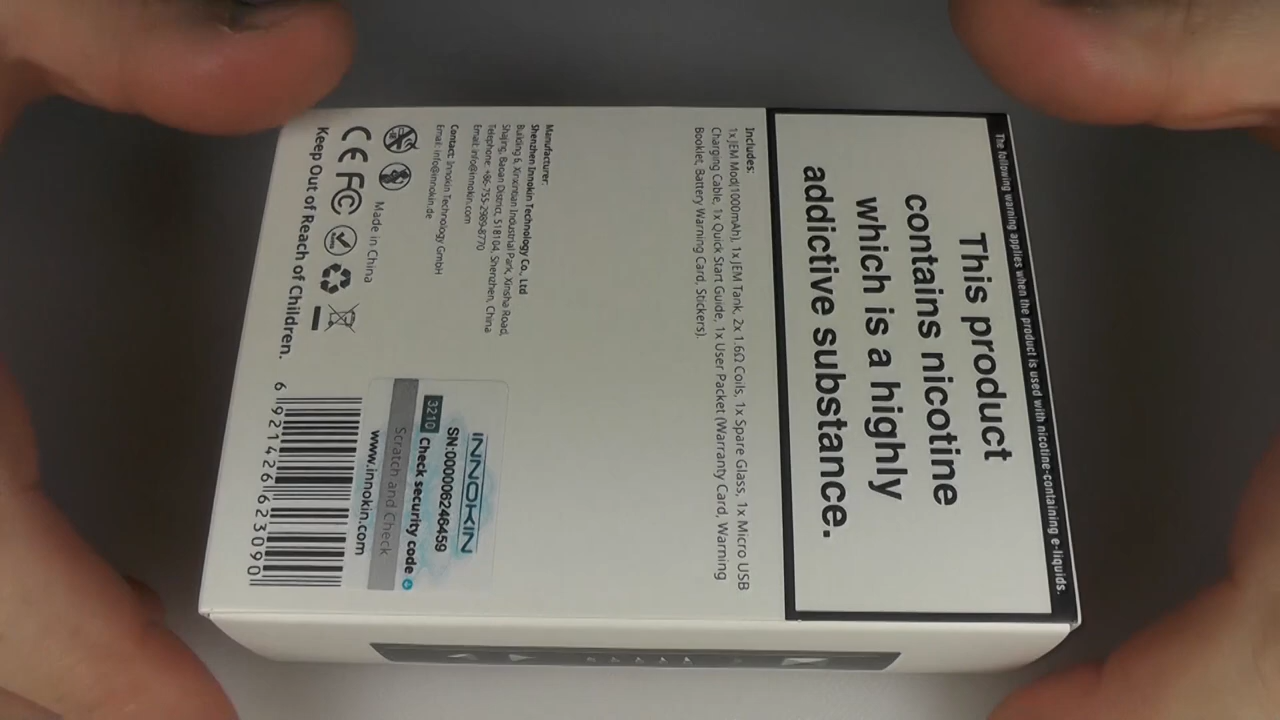 The following warning applies when the product is used with nicotine-containing e-liquids.
This product
contains nicotine
which is a highly
addictive substance.
Includes:
1x JEM Mod(1000mAh), 1x JEM Tank, 2x 1.6Ω Coils, 1x Spare Glass, 1x Micro USB
Charging Cable, 1x Quick Start Guide, 1x User Packet (Warranty Card, Warning
Booklet, Battery Warning Card, Stickers).
Manufacturer:
Shenzhen Innokin Technology Co., Ltd
Building 6, XinXinTian Industrial Park, Xinsha Road,
Shajing, Baoan District, 518104, Shenzhen, China
Telephone: +86-755-2989-8770
Email: info@innokin.com
Contact: Innokin Technology GmbH
Email: info@innokin.de
Made in China
CE FC
Keep Out of Reach of Children.
INNOKIN
SN:000006246459
3210 Check security code
Scratch and Check
www.innokin.com
6 921426 623090